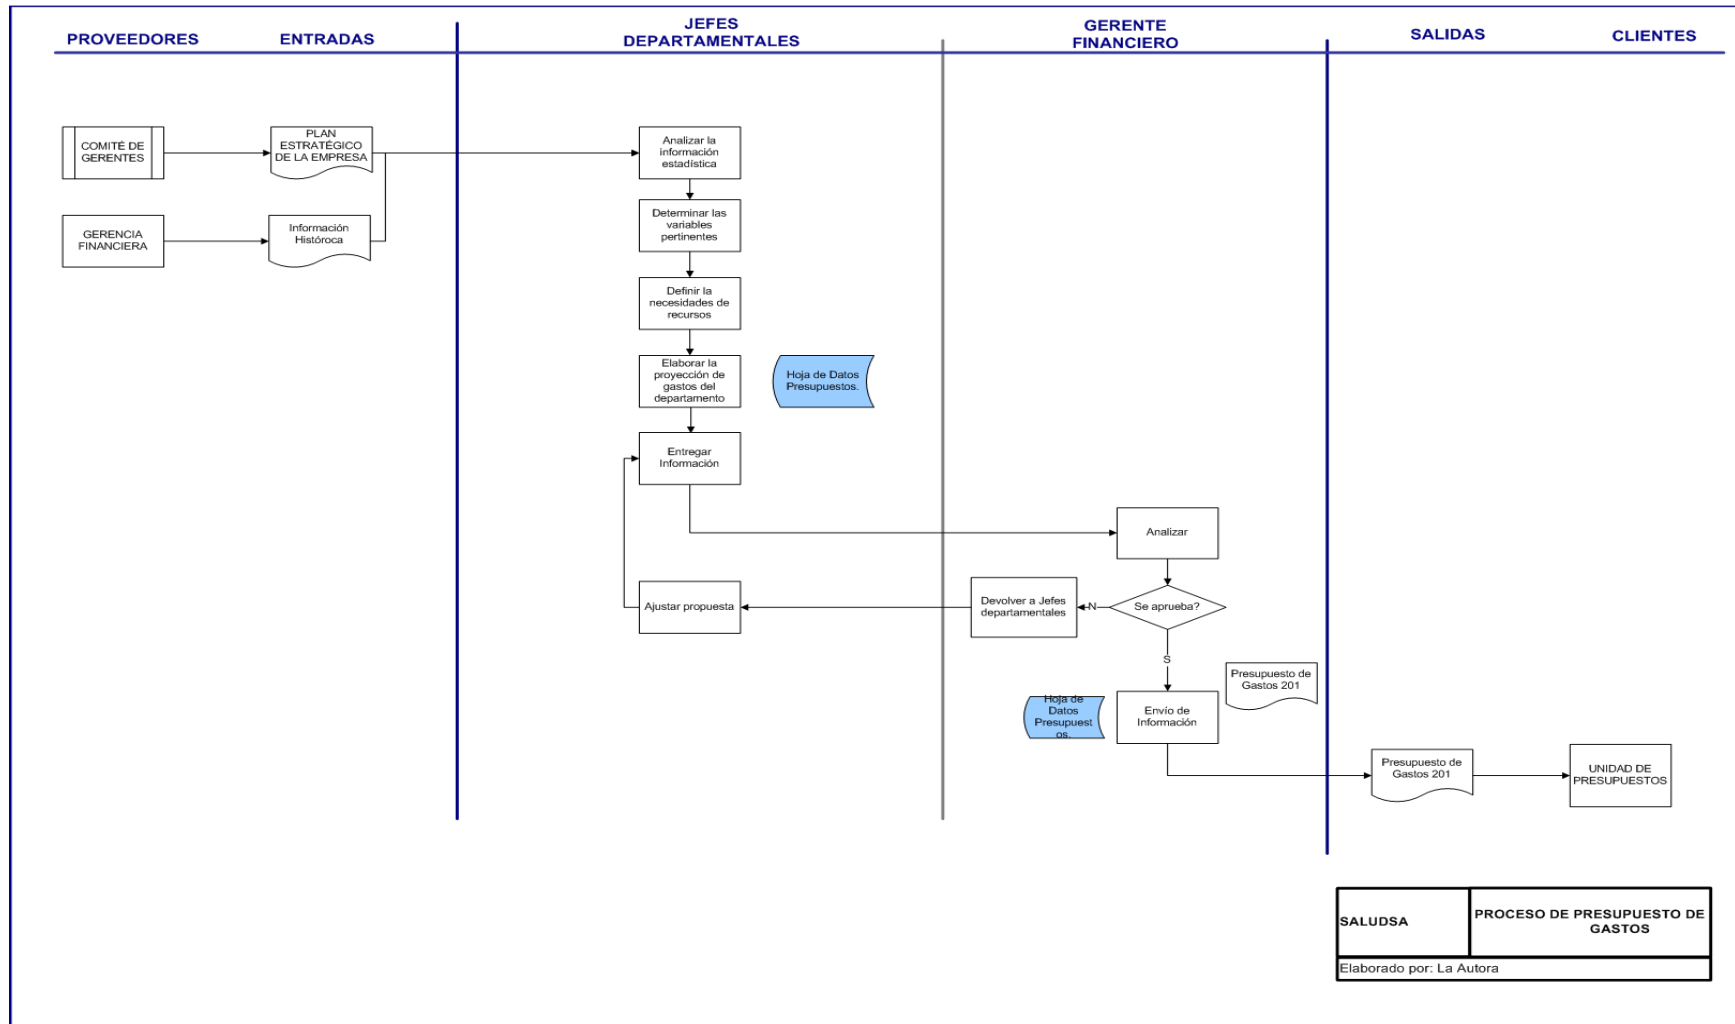 PROVEEDORES
ENTRADAS
JEFES
DEPARTAMENTALES
GERENTE
FINANCIERO
SALIDAS
CLIENTES
COMITÉ DE
GERENTES
PLAN
ESTRATÉGICO
DE LA EMPRESA
Analizar la
información
estadística
GERENCIA
FINANCIERA
Información
Históroca
Determinar las
variables
pertinentes
Definir la
necesidades de
recursos
Elaborar la
proyección de
gastos del
departamento
Hoja de Datos
Presupuestos.
Entregar
Información
Analizar
Ajustar propuesta
Devolver a Jefes
departamentales
N
Se aprueba?
S
Presupuesto de
Gastos 201
Hoja de
Datos
Presupuest
os.
Envío de
Información
Presupuesto de
Gastos 201
UNIDAD DE
PRESUPUESTOS
SALUDSA
PROCESO DE PRESUPUESTO DE
GASTOS
Elaborado por: La Autora